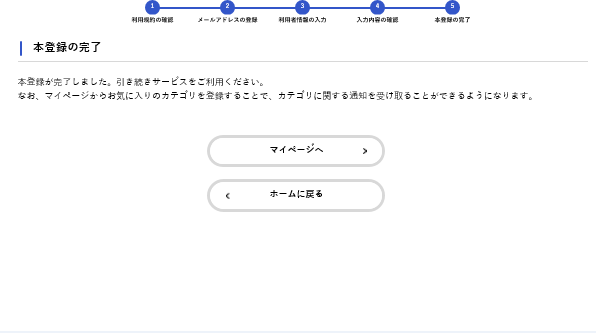 1 2 3 4 5
利用規約の確認 メールアドレスの登録 利用者情報の入力 入力内容の確認 本登録の完了
本登録の完了
本登録が完了しました。引き続きサービスをご利用ください。
なお、マイページからお気に入りのカテゴリを登録することで、カテゴリに関する通知を受け取ることができるようになります。
マイページへ
ホームに戻る